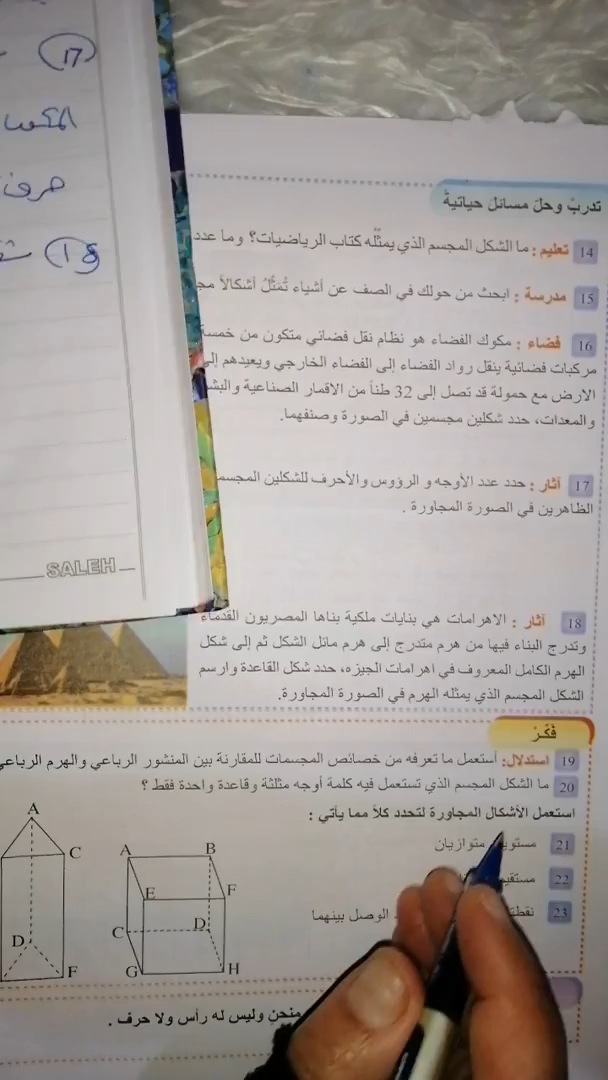 17
المكعب
حرف
18
SALEH
تدربْ وحلّ مسائلَ حياتيةً
14 تعليم : ما الشكل المجسم الذي يمثّله كتاب الرياضيات؟ وما عدد
15 مدرسة : ابحث من حولك في الصف عن أشياء تُمَثّلُ أشكالاً
16 فضاء : مكوك الفضاء هو نظام نقل فضائي متكون من خمسة
مركبات فضائية ينقل رواد الفضاء إلى الفضاء الخارجي ويعيدهم إلى
الارض مع حمولة قد تصل إلى 32 طناً من الاقمار الصناعية
والمعدات، حدد شكلين مجسمين في الصورة وصنفهما.
17 آثار : حدد عدد الأوجه و الرؤوس والأحرف للشكلين
الظاهرين في الصورة المجاورة .
18 آثار : الاهرامات هي بنايات ملكية بناها المصريون القدماء
وتدرج البناء فيها من هرم متدرج إلى هرم مائل الشكل ثم إلى شكل
الهرم الكامل المعروف في اهرامات الجيزه، حدد شكل القاعدة وارسم
الشكل المجسم الذي يمثله الهرم في الصورة المجاورة.
فَكّرْ
19 استدلال: أستعمل ما تعرفه من خصائص المجسمات للمقارنة بين المنشور الرباعي والهرم الرباعي
20 ما الشكل المجسم الذي تستعمل فيه كلمة أوجه مثلثة وقاعدة واحدة فقط ؟
استعمل الأشكال المجاورة لتحدد كلاً مما يأتي :
21 متوازيان
22
23 الوصل بينهما
A
C
D
F
A B
E F
C D
G H
منحنٍ وليس له رأس ولا حرف .